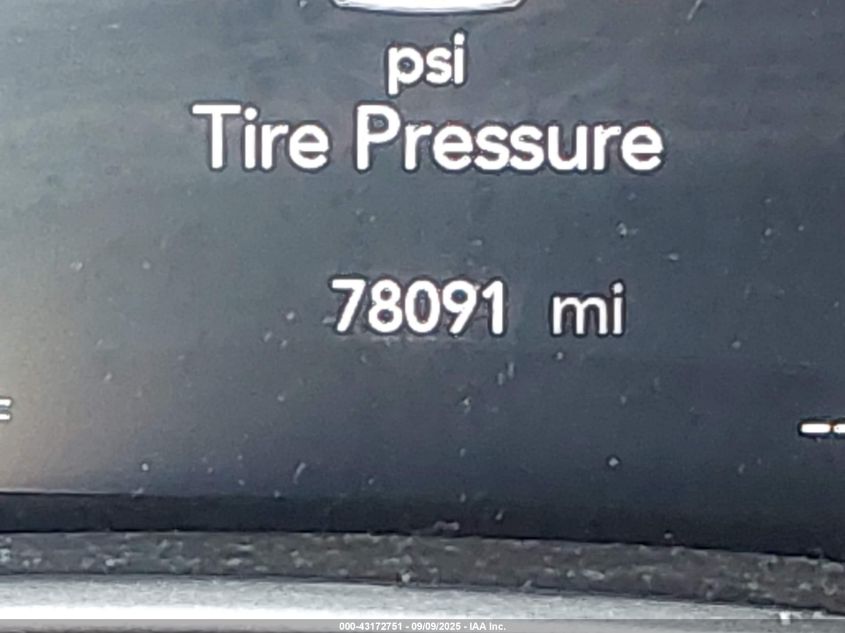 psi
Tire Pressure
78091 mi
000-43172751 - 09/09/2025 - IAA Inc.